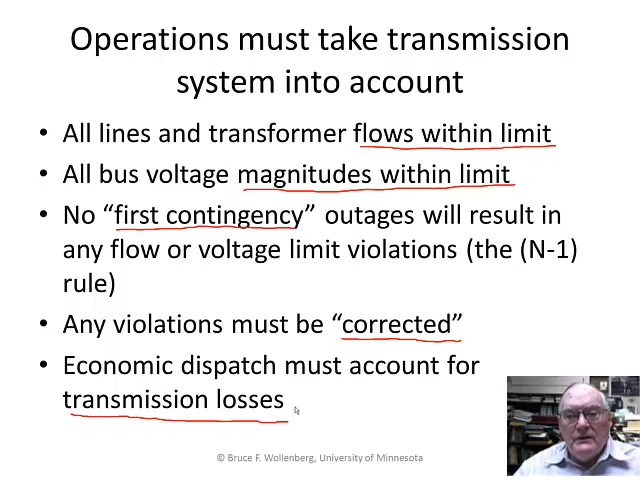 Operations must take transmission
system into account
• All lines and transformer flows within limit
• All bus voltage magnitudes within limit
• No “first contingency” outages will result in
any flow or voltage limit violations (the (N-1)
rule)
• Any violations must be “corrected”
• Economic dispatch must account for
transmission losses
© Bruce F. Wollenberg, University of Minnesota